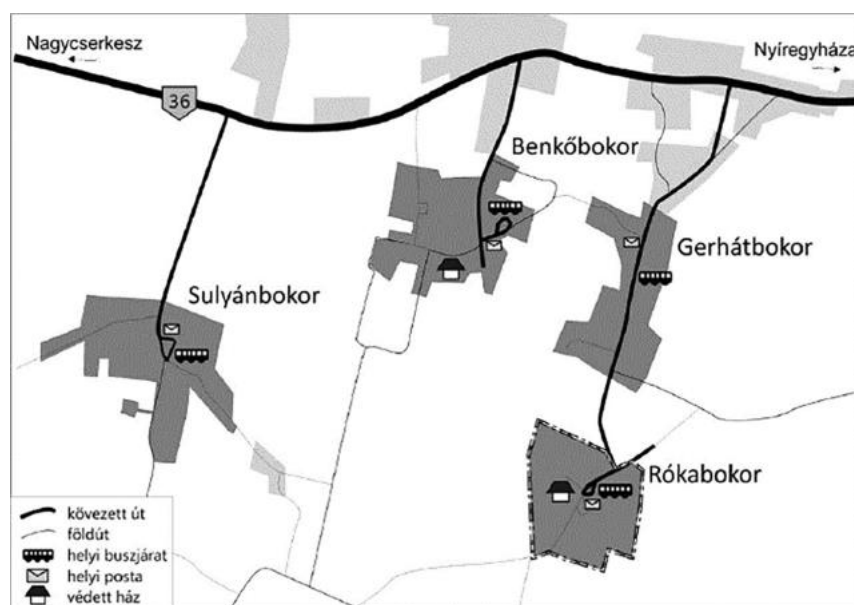 Nagycserkesz
Nyíregyháza
36
Benkőbokor
Gerhátbokor
Sulyánbokor
Rókabokor
kövezett út
földút
helyi buszjárat
helyi posta
védett ház